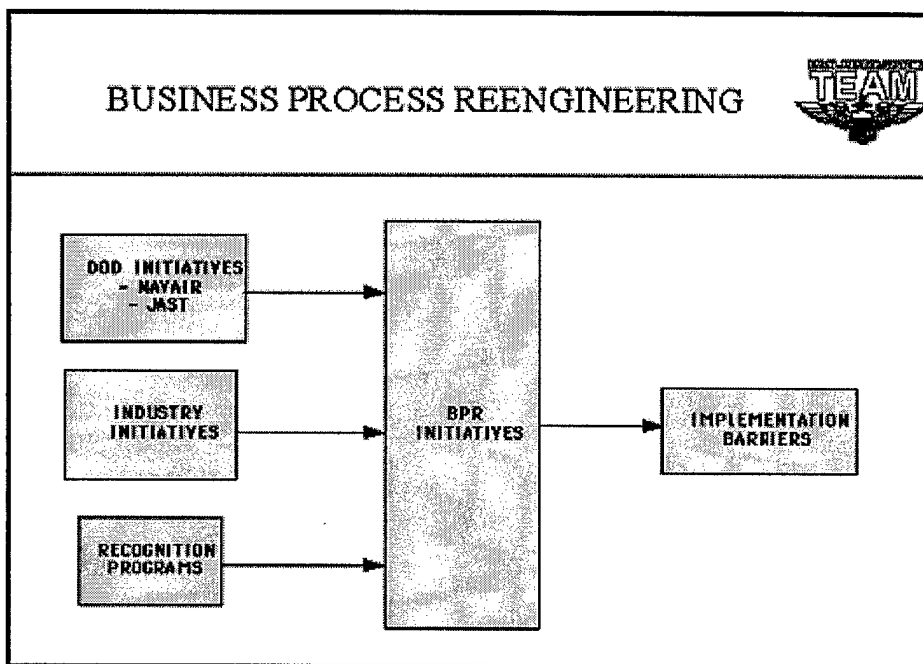 BUSINESS PROCESS REENGINEERING
TEAM
DOD INITIATIVES
- NAVAIR
- JAST
INDUSTRY
INITIATIVES
RECOGNITION
PROGRAMS
BPR
INITIATIVES
IMPLEMENTATION
BARRIERS